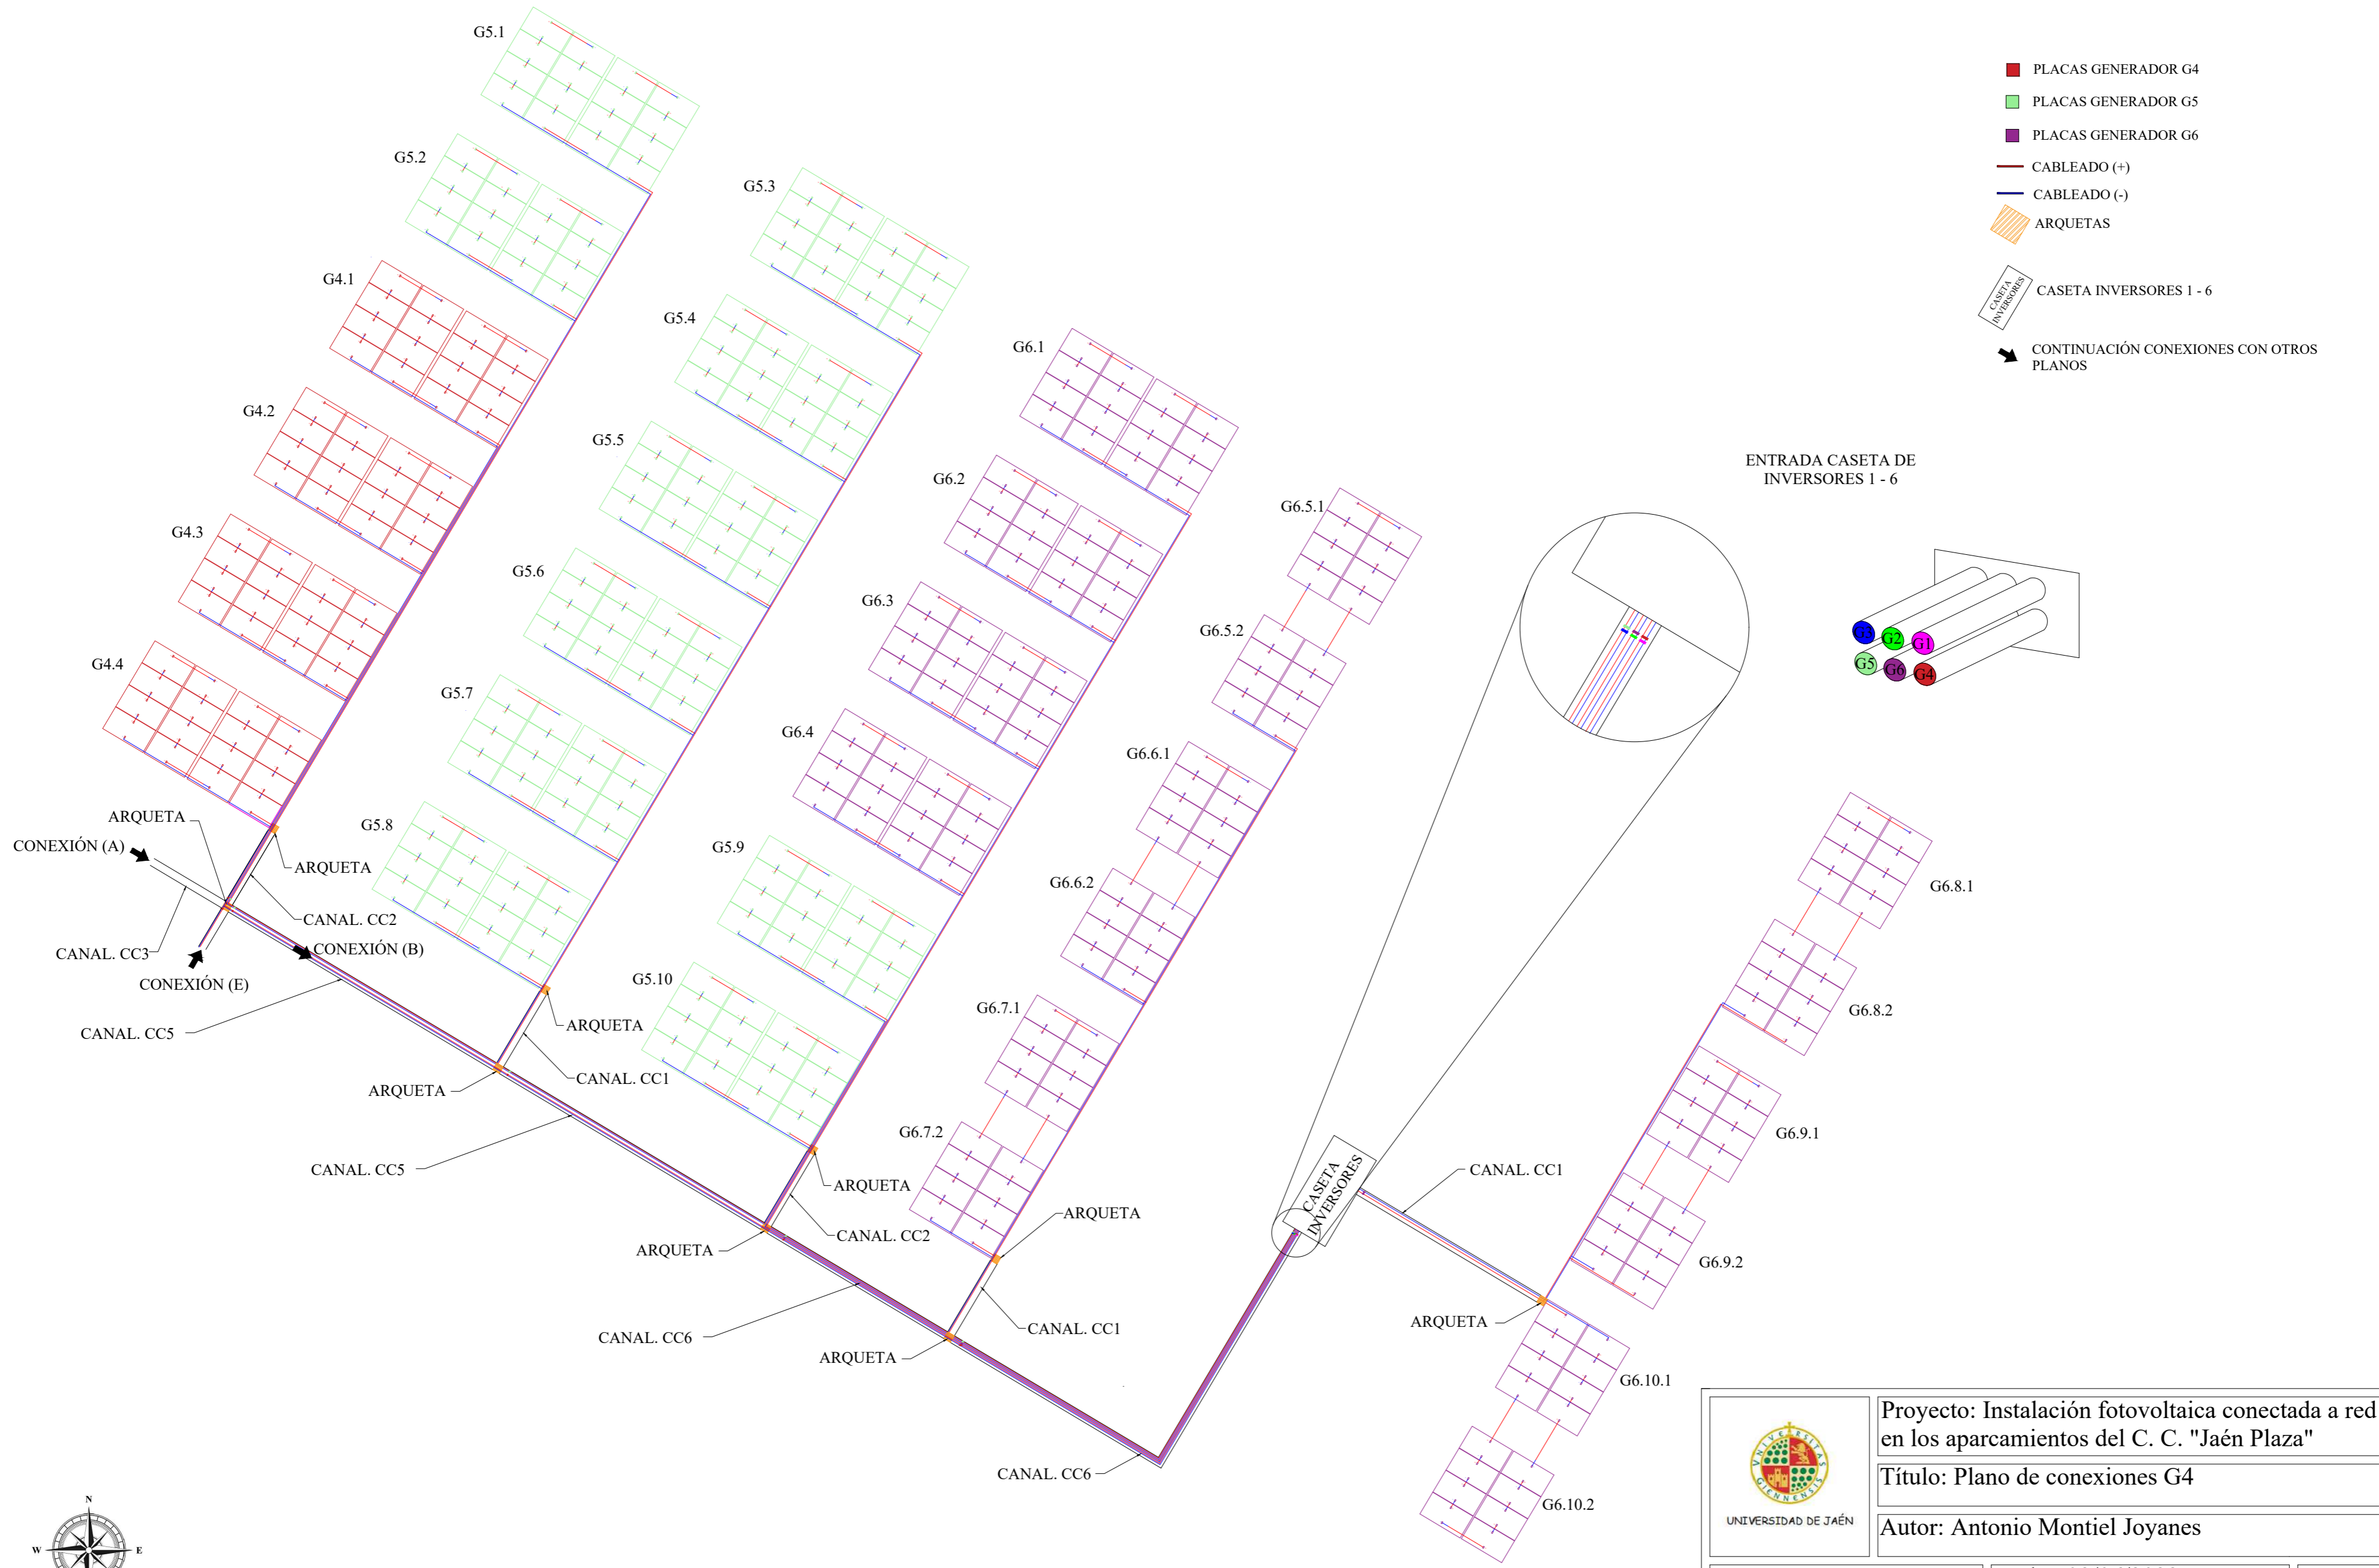 G5.1
G5.2
G4.1
G4.2
G4.3
G4.4
G5.3
G5.4
G5.5
G5.6
G5.7
G5.8
G6.1
G6.2
G6.3
G6.4
G5.9
G5.10
G6.5.1
G6.5.2
G6.6.1
G6.6.2
G6.7.1
G6.7.2
G6.8.1
G6.8.2
G6.9.1
G6.9.2
G6.10.1
G6.10.2
PLACAS GENERADOR G4
PLACAS GENERADOR G5
PLACAS GENERADOR G6
CABLEADO (+)
CABLEADO (-)
ARQUETAS
CASETA
INVERSORES
CASETA INVERSORES 1 - 6
CONTINUACIÓN CONEXIONES CON OTROS
PLANOS
ENTRADA CASETA DE
INVERSORES 1 - 6
G3
G2
G1
G5
G6
G4
ARQUETA
CONEXIÓN (A)
ARQUETA
CANAL. CC2
CANAL. CC3
CONEXIÓN (B)
CONEXIÓN (E)
CANAL. CC5
ARQUETA
CANAL. CC1
ARQUETA
CANAL. CC5
ARQUETA
CANAL. CC2
ARQUETA
ARQUETA
CANAL. CC6
CANAL. CC1
ARQUETA
CANAL. CC6
CASETA
INVERSORES
CANAL. CC1
ARQUETA
N
W
E
UNIVERSITAS
GIENNENSIS
UNIVERSIDAD DE JAÉN
Proyecto: Instalación fotovoltaica conectada a red
en los aparcamientos del C. C. "Jaén Plaza"
Título: Plano de conexiones G4
Autor: Antonio Montiel Joyanes